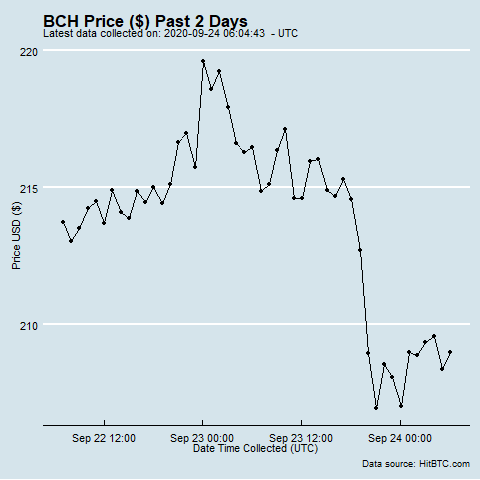 BCH Price ($) Past 2 Days
Latest data collected on: 2020-09-24 06:04:43 - UTC
220
215
210
Price USD ($)
Sep 22 12:00 Sep 23 00:00 Sep 23 12:00 Sep 24 00:00
Date Time Collected (UTC)
Data source: HitBTC.com